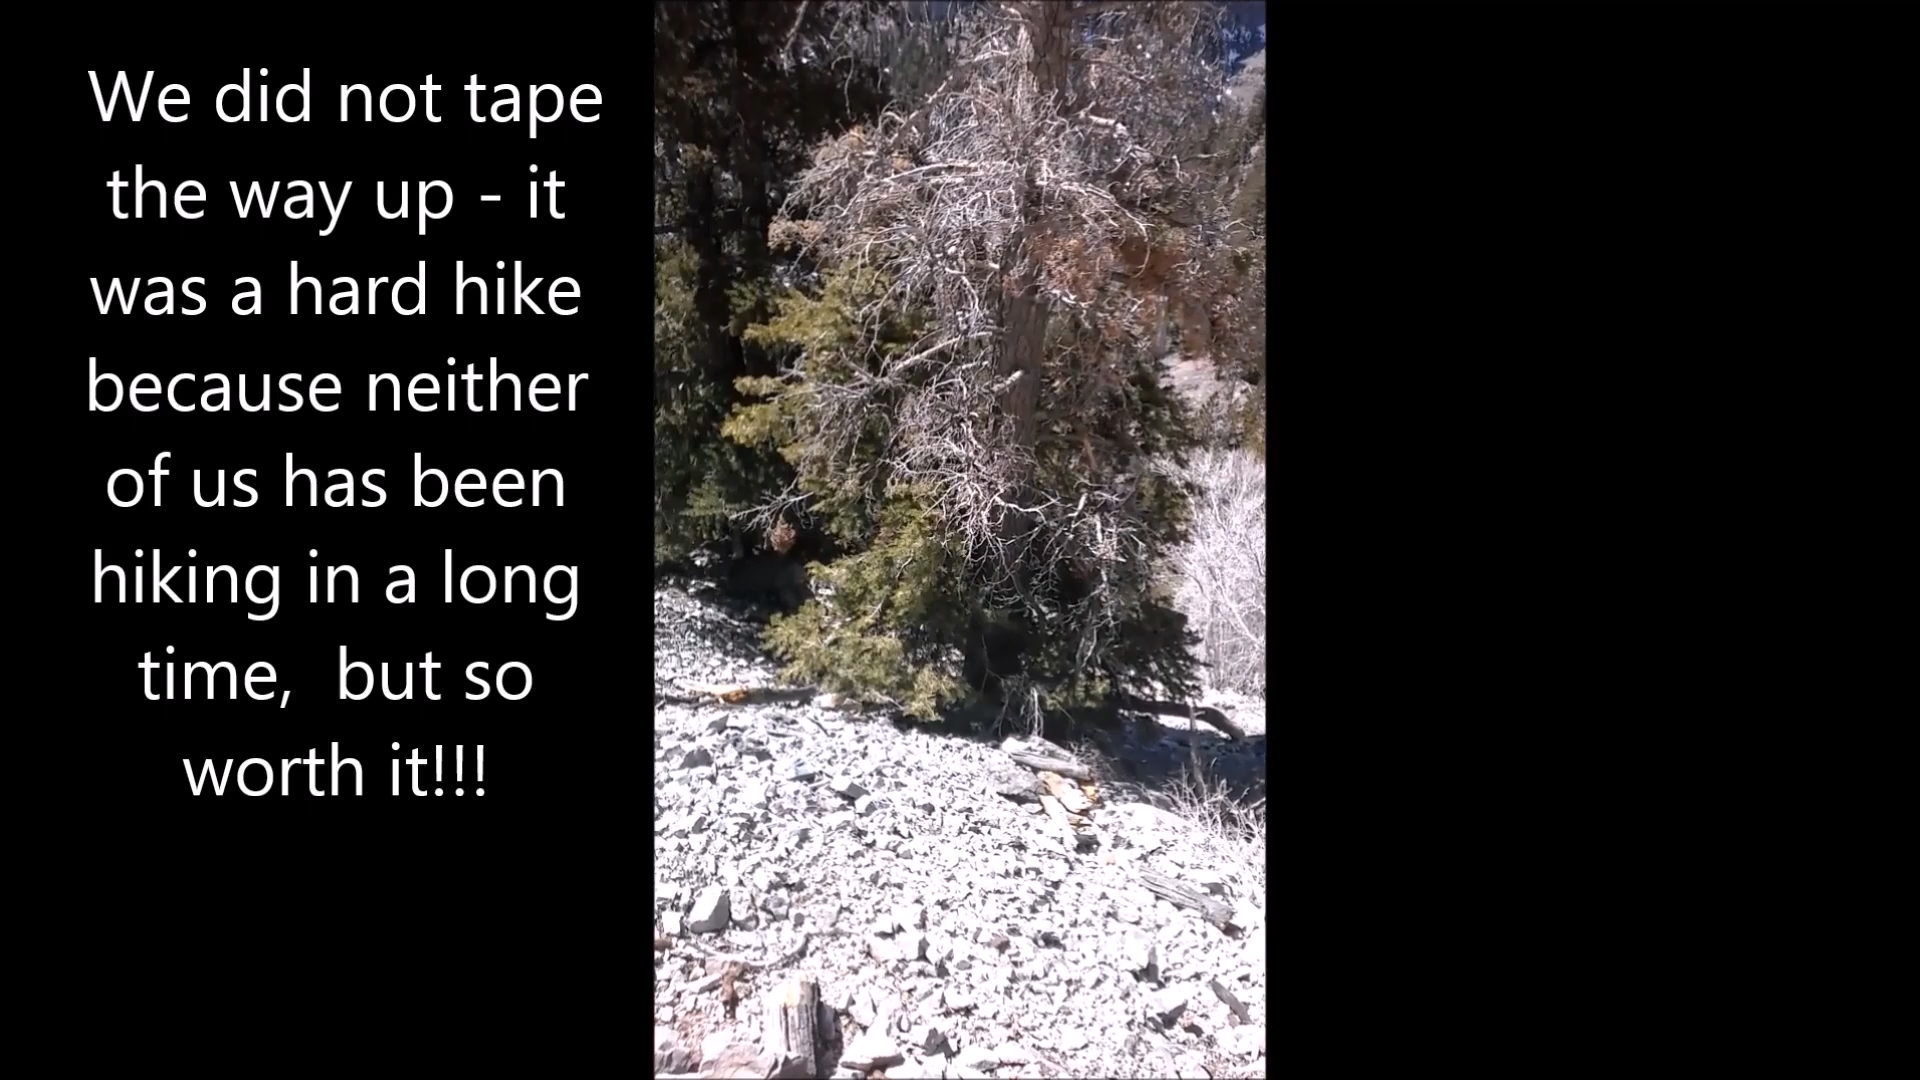 We did not tape
the way up - it
was a hard hike
because neither
of us has been
hiking in a long
time,  but so
worth it!!!